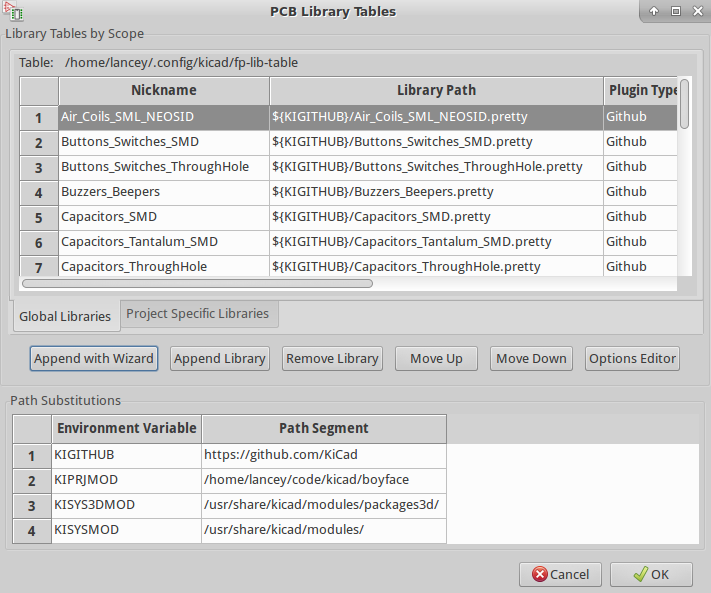 PCB Library Tables
Library Tables by Scope
Table: /home/lancey/.config/kicad/fp-lib-table
Nickname Library Path Plugin Type
1 Air_Coils_SML_NEOSID ${KIGITHUB}/Air_Coils_SML_NEOSID.pretty Github
2 Buttons_Switches_SMD ${KIGITHUB}/Buttons_Switches_SMD.pretty Github
3 Buttons_Switches_ThroughHole ${KIGITHUB}/Buttons_Switches_ThroughHole.pretty Github
4 Buzzers_Beepers ${KIGITHUB}/Buzzers_Beepers.pretty Github
5 Capacitors_SMD ${KIGITHUB}/Capacitors_SMD.pretty Github
6 Capacitors_Tantalum_SMD ${KIGITHUB}/Capacitors_Tantalum_SMD.pretty Github
7 Capacitors_ThroughHole ${KIGITHUB}/Capacitors_ThroughHole.pretty Github
Global Libraries Project Specific Libraries
Append with Wizard Append Library Remove Library Move Up Move Down Options Editor
Path Substitutions
Environment Variable Path Segment
1 KIGITHUB https://github.com/KiCad
2 KIPRJMOD /home/lancey/code/kicad/boyface
3 KISYS3DMOD /usr/share/kicad/modules/packages3d/
4 KISYSMOD /usr/share/kicad/modules/
Cancel OK